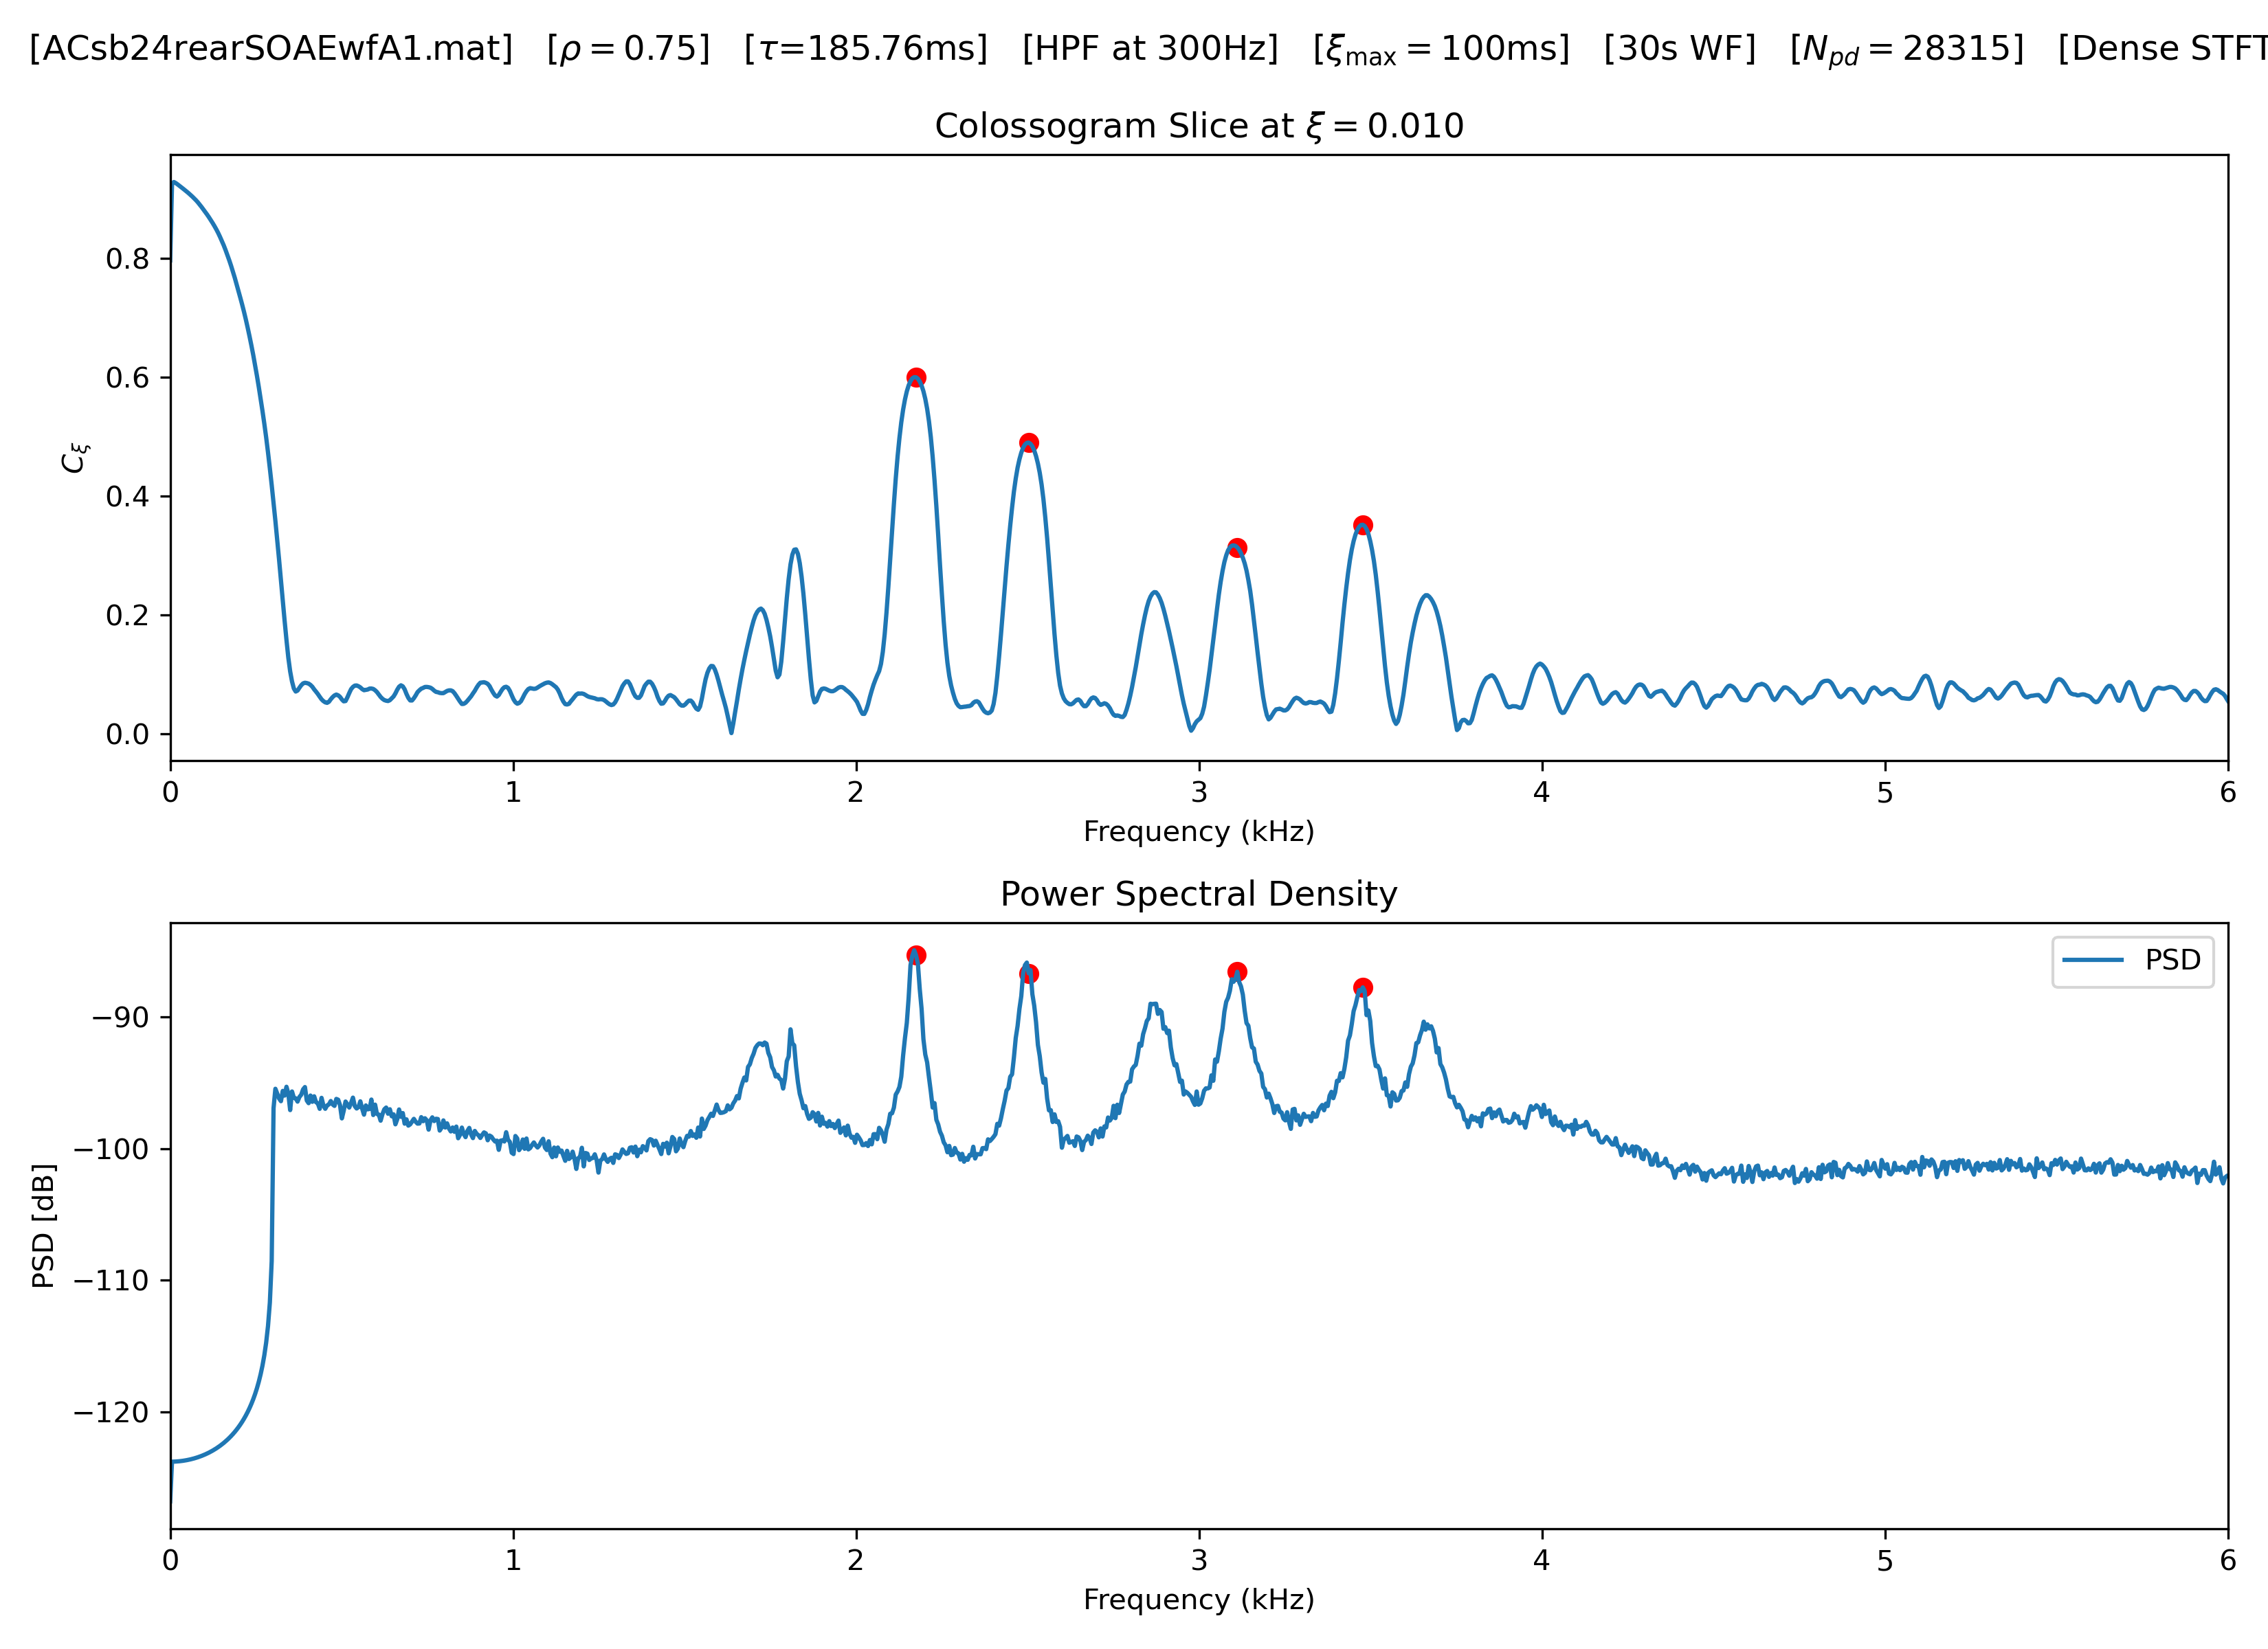 [ACsb24rearSOAEwfA1.mat] [ρ = 0.75] [τ=185.76ms] [HPF at 300Hz] [ξmax = 100ms] [30s WF] [Npd = 28315] [Dense STFT
Colossogram Slice at ξ = 0.010
0.8
0.6
0.4
0.2
0.0
Cξ
0 1 2 3 4 5 6
Frequency (kHz)
Power Spectral Density
PSD
−90
−100
−110
−120
PSD [dB]
0 1 2 3 4 5 6
Frequency (kHz)